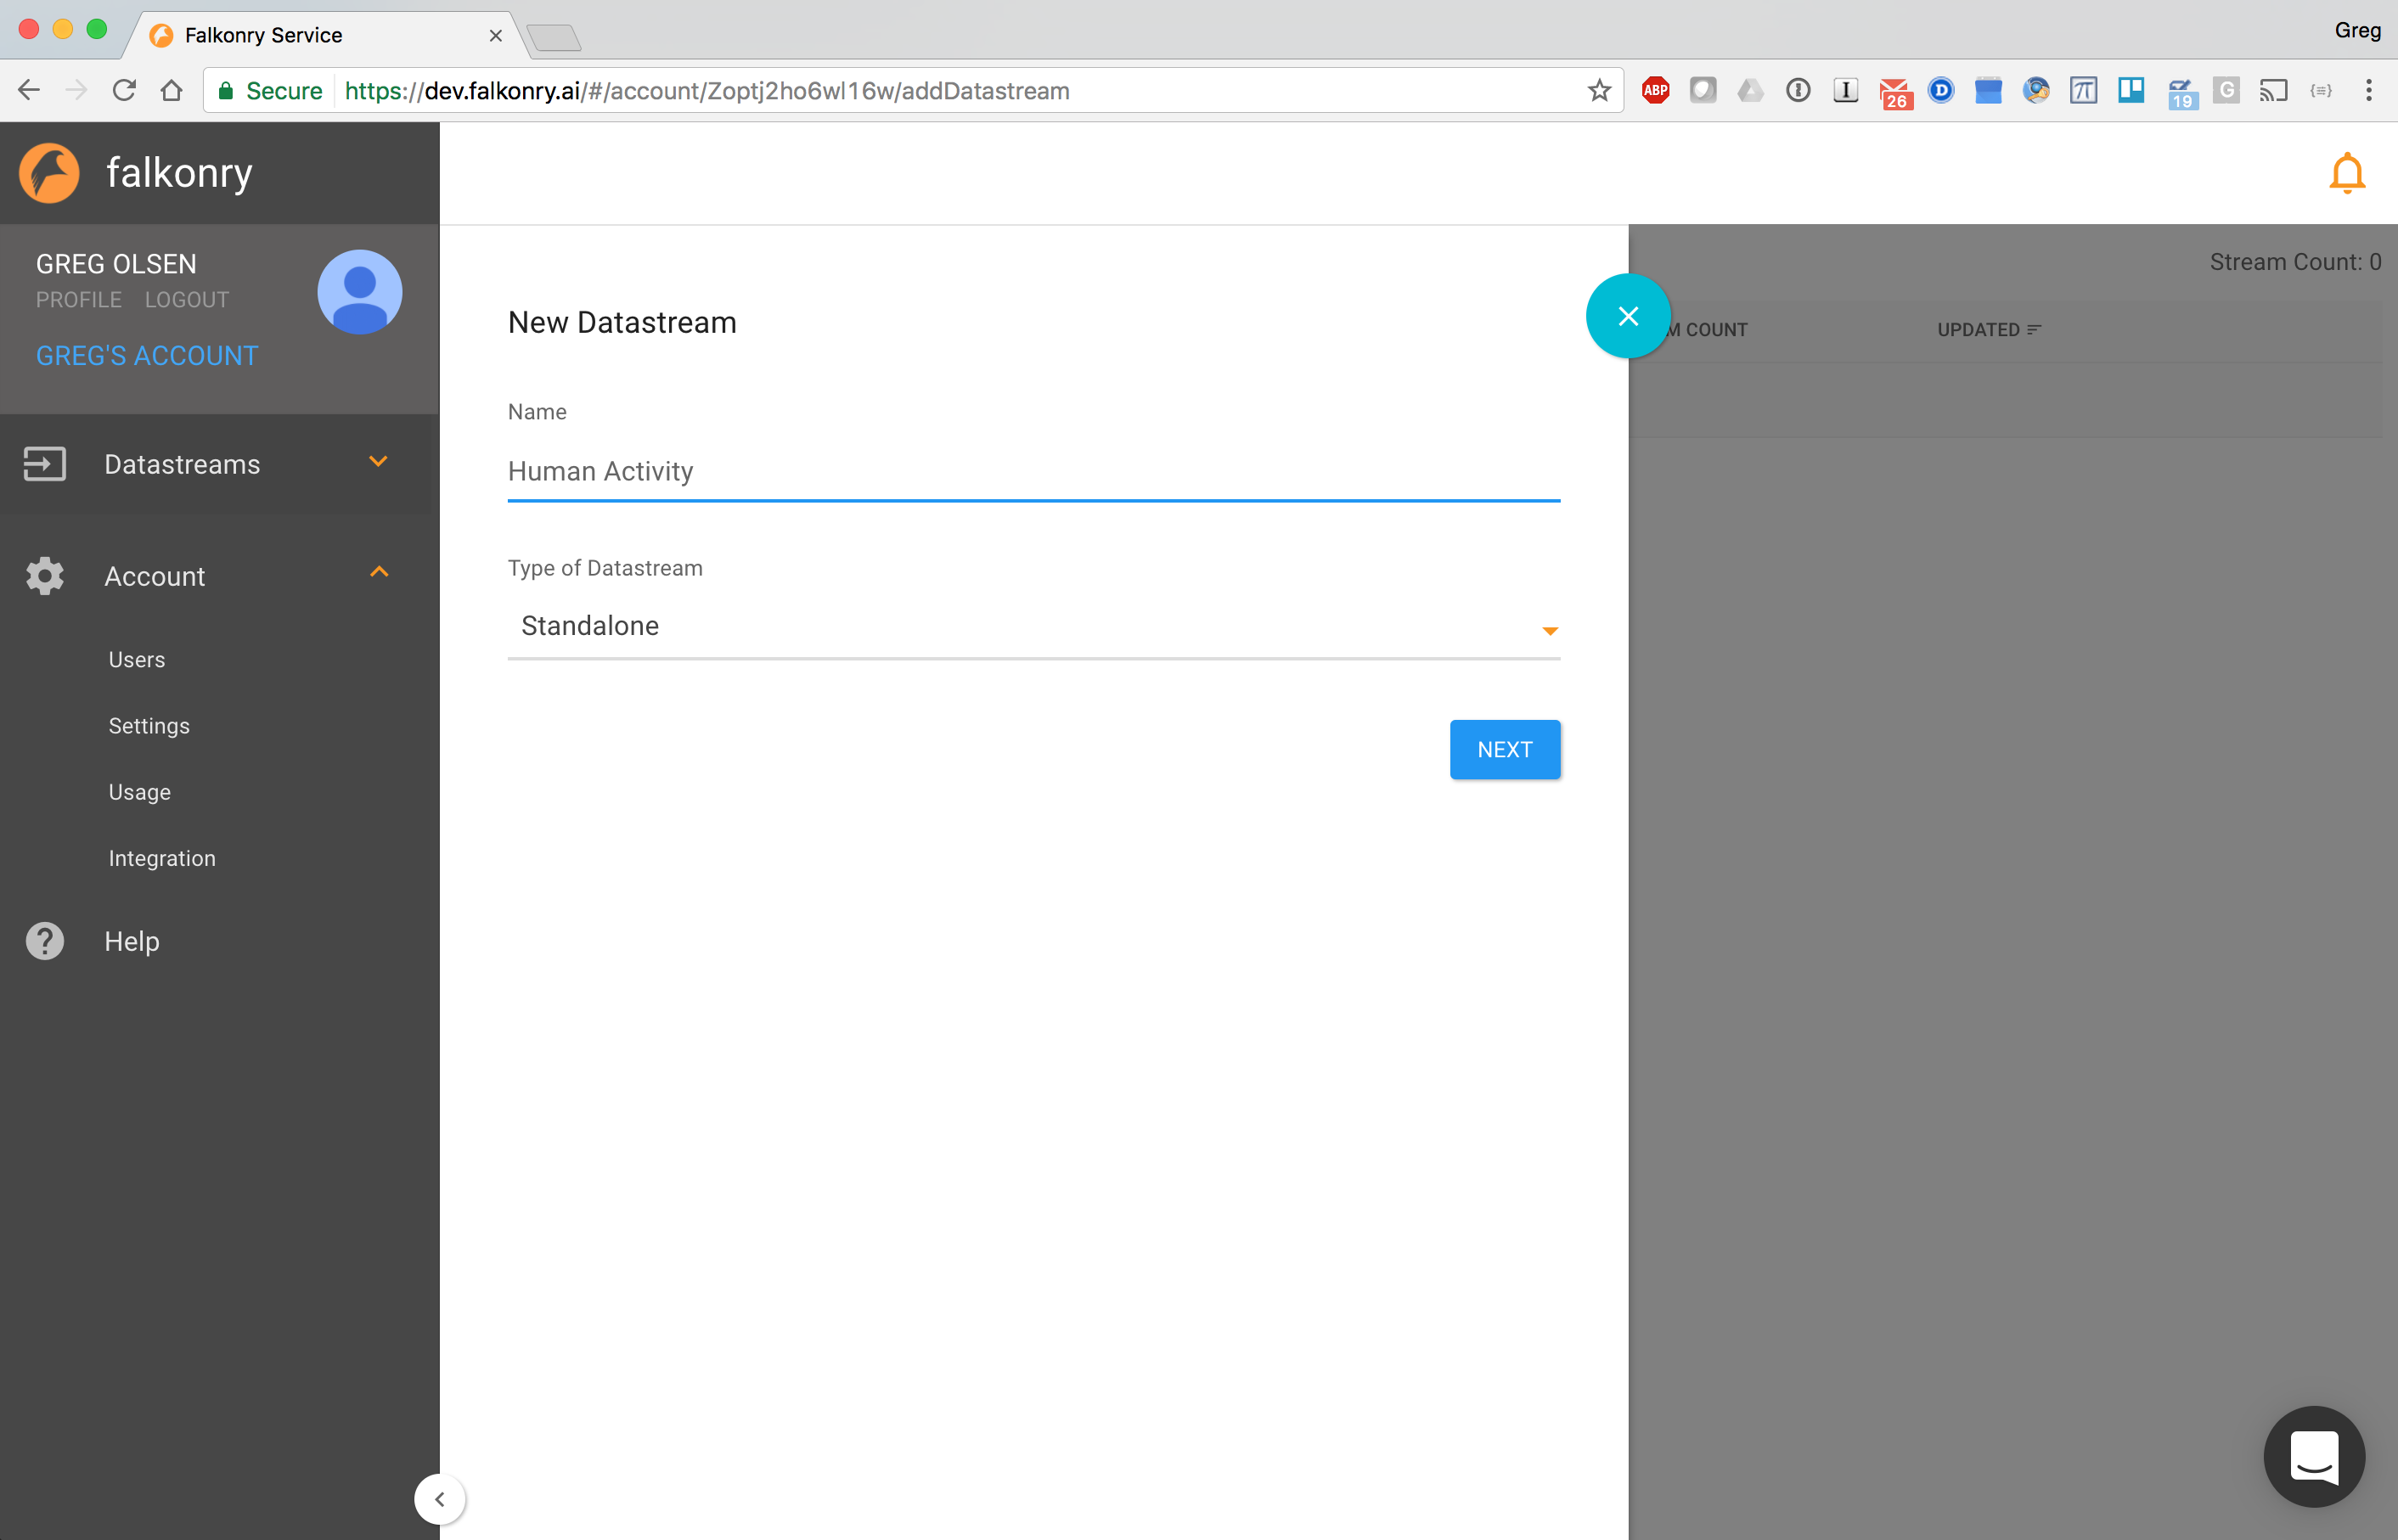 Falkonry Service
Greg
Secure https://dev.falkonry.ai/#/account/Zoptj2ho6wl16w/addDatastream
ABP
26
D
19
G
falkonry
GREG OLSEN
PROFILE LOGOUT
GREG'S ACCOUNT
Datastreams
Account
Users
Settings
Usage
Integration
Help
New Datastream
Name
Human Activity
Type of Datastream
Standalone
NEXT
Stream Count: 0
M COUNT
UPDATED